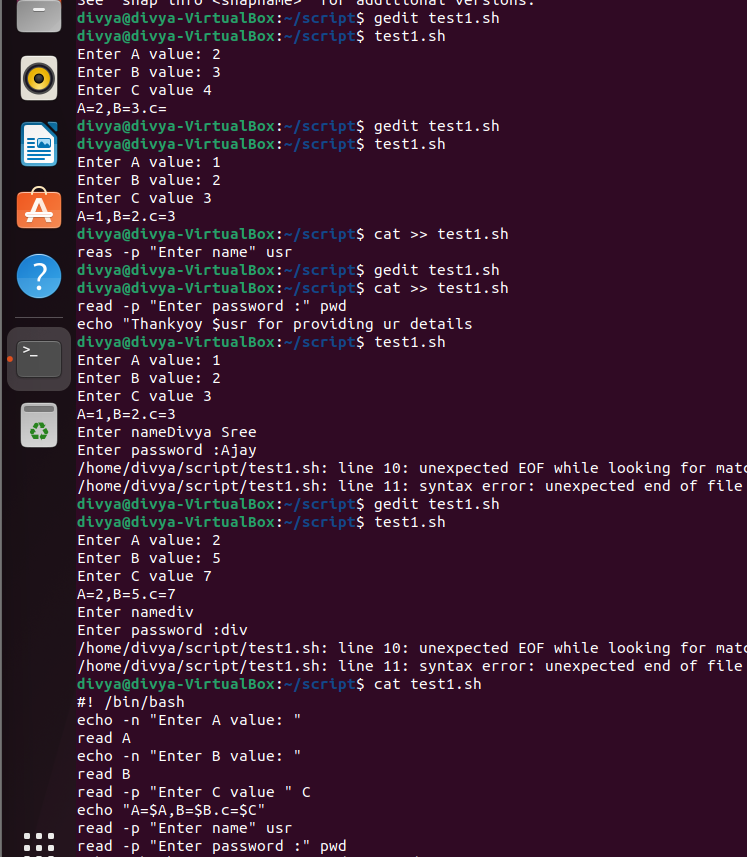 See 'snap info <snapname>' for additional versions.
divya@divya-VirtualBox:~/script$ gedit test1.sh
divya@divya-VirtualBox:~/script$ test1.sh
Enter A value: 2
Enter B value: 3
Enter C value 4
A=2,B=3.c=
divya@divya-VirtualBox:~/script$ gedit test1.sh
divya@divya-VirtualBox:~/script$ test1.sh
Enter A value: 1
Enter B value: 2
Enter C value 3
A=1,B=2.c=3
divya@divya-VirtualBox:~/script$ cat >> test1.sh
reas -p "Enter name" usr
divya@divya-VirtualBox:~/script$ gedit test1.sh
divya@divya-VirtualBox:~/script$ cat >> test1.sh
read -p "Enter password :" pwd
echo "Thankyoy $usr for providing ur details
divya@divya-VirtualBox:~/script$ test1.sh
Enter A value: 1
Enter B value: 2
Enter C value 3
A=1,B=2.c=3
Enter nameDivya Sree
Enter password :Ajay
/home/divya/script/test1.sh: line 10: unexpected EOF while looking for matc
/home/divya/script/test1.sh: line 11: syntax error: unexpected end of file
divya@divya-VirtualBox:~/script$ gedit test1.sh
divya@divya-VirtualBox:~/script$ test1.sh
Enter A value: 2
Enter B value: 5
Enter C value 7
A=2,B=5.c=7
Enter namediv
Enter password :div
/home/divya/script/test1.sh: line 10: unexpected EOF while looking for matc
/home/divya/script/test1.sh: line 11: syntax error: unexpected end of file
divya@divya-VirtualBox:~/script$ cat test1.sh
#! /bin/bash
echo -n "Enter A value: "
read A
echo -n "Enter B value: "
read B
read -p "Enter C value " C
echo "A=$A,B=$B.c=$C"
read -p "Enter name" usr
read -p "Enter password :" pwd